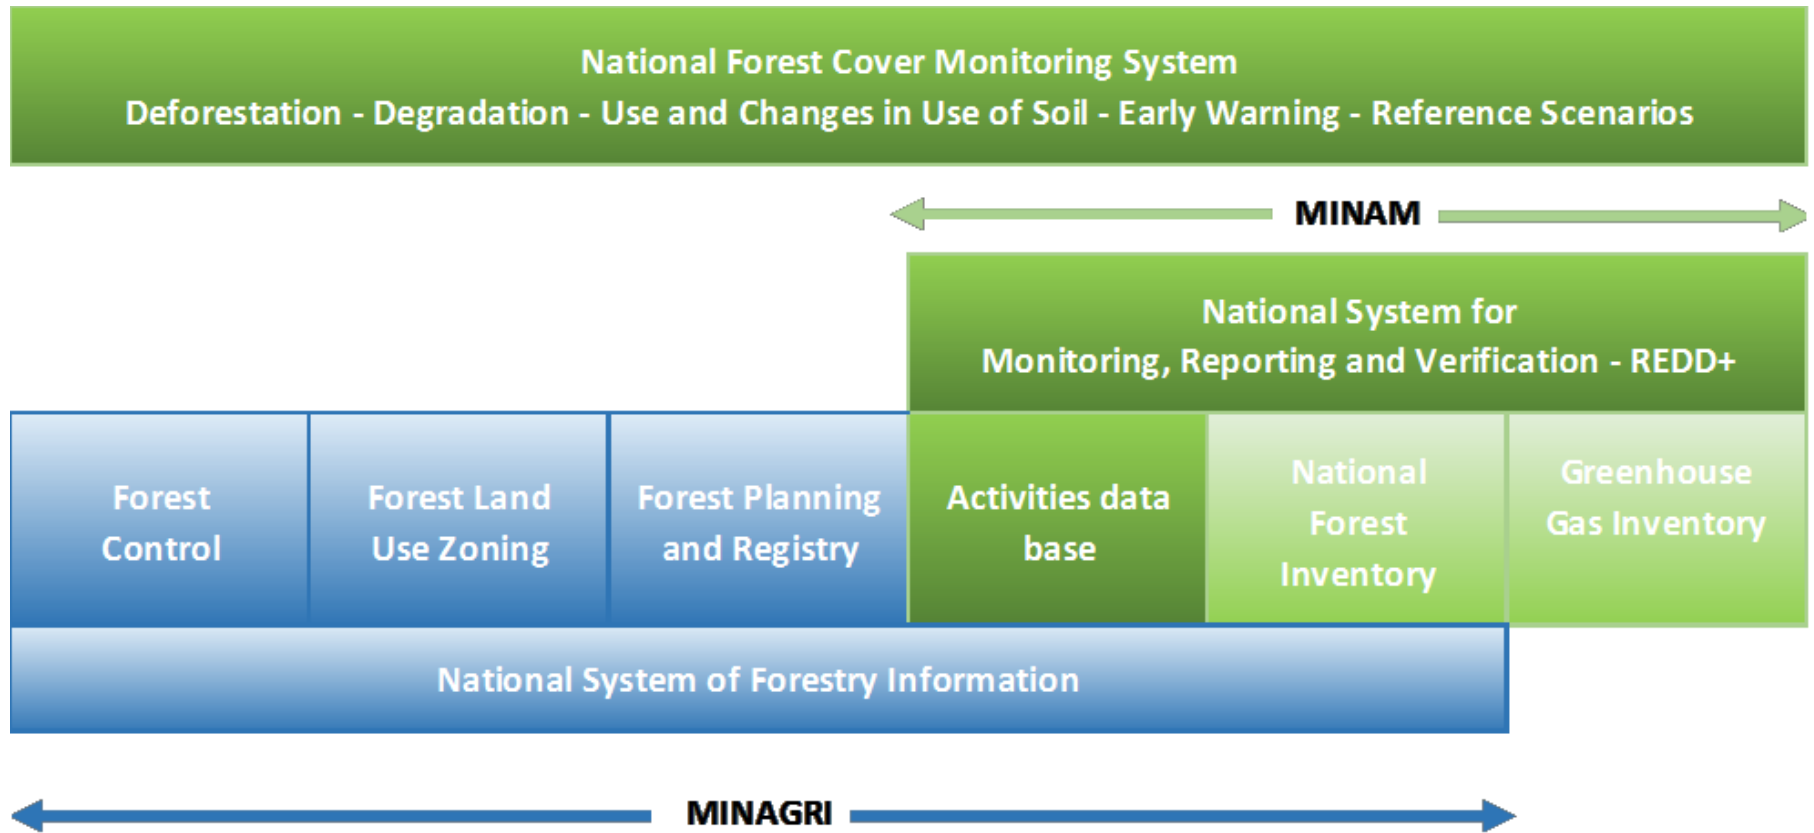 National Forest Cover Monitoring System
Deforestation - Degradation - Use and Changes in Use of Soil - Early Warning - Reference Scenarios
MINAM
National System for
Monitoring, Reporting and Verification - REDD+
Forest
Control
Forest Land
Use Zoning
Forest Planning
and Registry
Activities data
base
National
Forest
Inventory
Greenhouse
Gas Inventory
National System of Forestry Information
MINAGRI